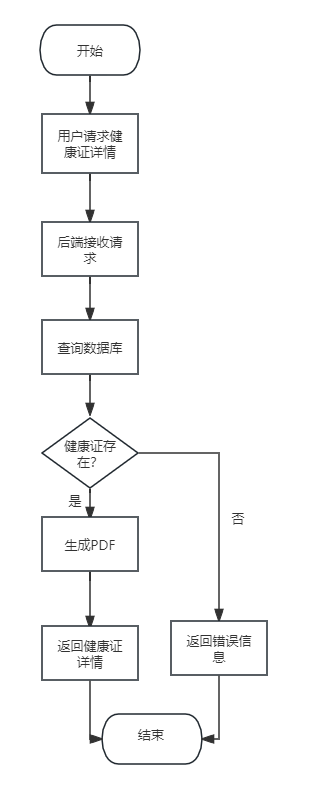 开始
用户请求健
康证详情
后端接收请
求
查询数据库
健康证存
在?
是
否
生成PDF
返回健康证
详情
返回错误信
息
结束